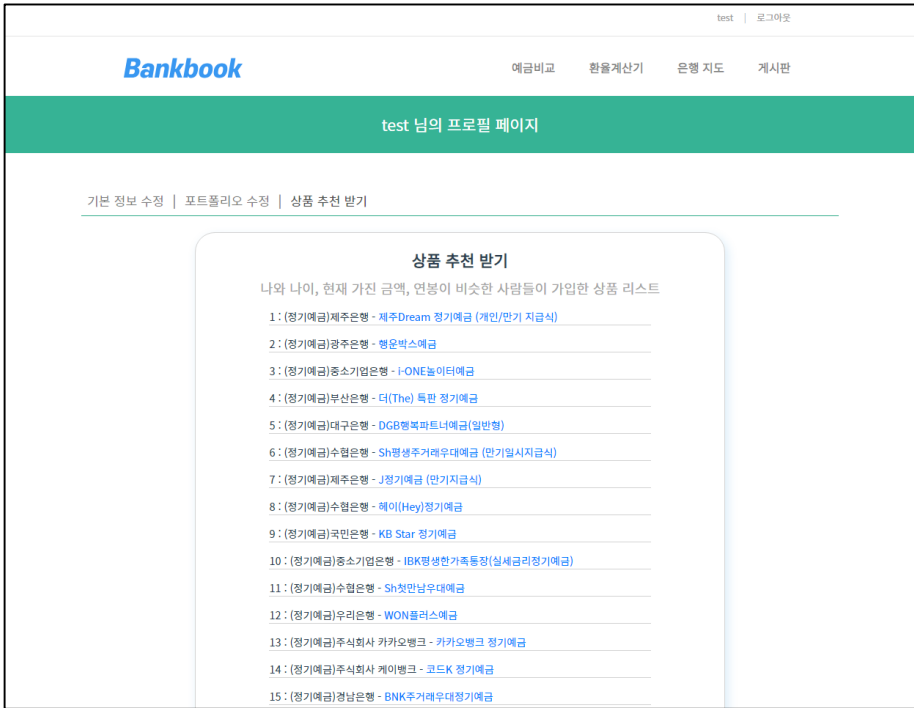 test | 로그아웃
Bankbook 예금비교 환율계산기 은행 지도 게시판
test 님의 프로필 페이지
기본 정보 수정 | 포트폴리오 수정 | 상품 추천 받기
상품 추천 받기
나와 나이, 현재 가진 금액, 연봉이 비슷한 사람들이 가입한 상품 리스트
1 : (정기예금)제주은행 - 제주Dream 정기예금 (개인/만기 지급식)
2 : (정기예금)광주은행 - 행운박스예금
3 : (정기예금)중소기업은행 - i-ONE놀이터예금
4 : (정기예금)부산은행 - 더(The) 특판 정기예금
5 : (정기예금)대구은행 - DGB행복파트너예금(일반형)
6 : (정기예금)수협은행 - Sh평생주거래우대예금 (만기일시지급식)
7 : (정기예금)제주은행 - J정기예금 (만기지급식)
8 : (정기예금)수협은행 - 헤이(Hey)정기예금
9 : (정기예금)국민은행 - KB Star 정기예금
10 : (정기예금)중소기업은행 - IBK평생한가족통장(실세금리정기예금)
11 : (정기예금)수협은행 - Sh첫만남우대예금
12 : (정기예금)우리은행 - WON플러스예금
13 : (정기예금)주식회사 카카오뱅크 - 카카오뱅크 정기예금
14 : (정기예금)주식회사 케이뱅크 - 코드K 정기예금
15 : (정기예금)경남은행 - BNK주거래우대정기예금